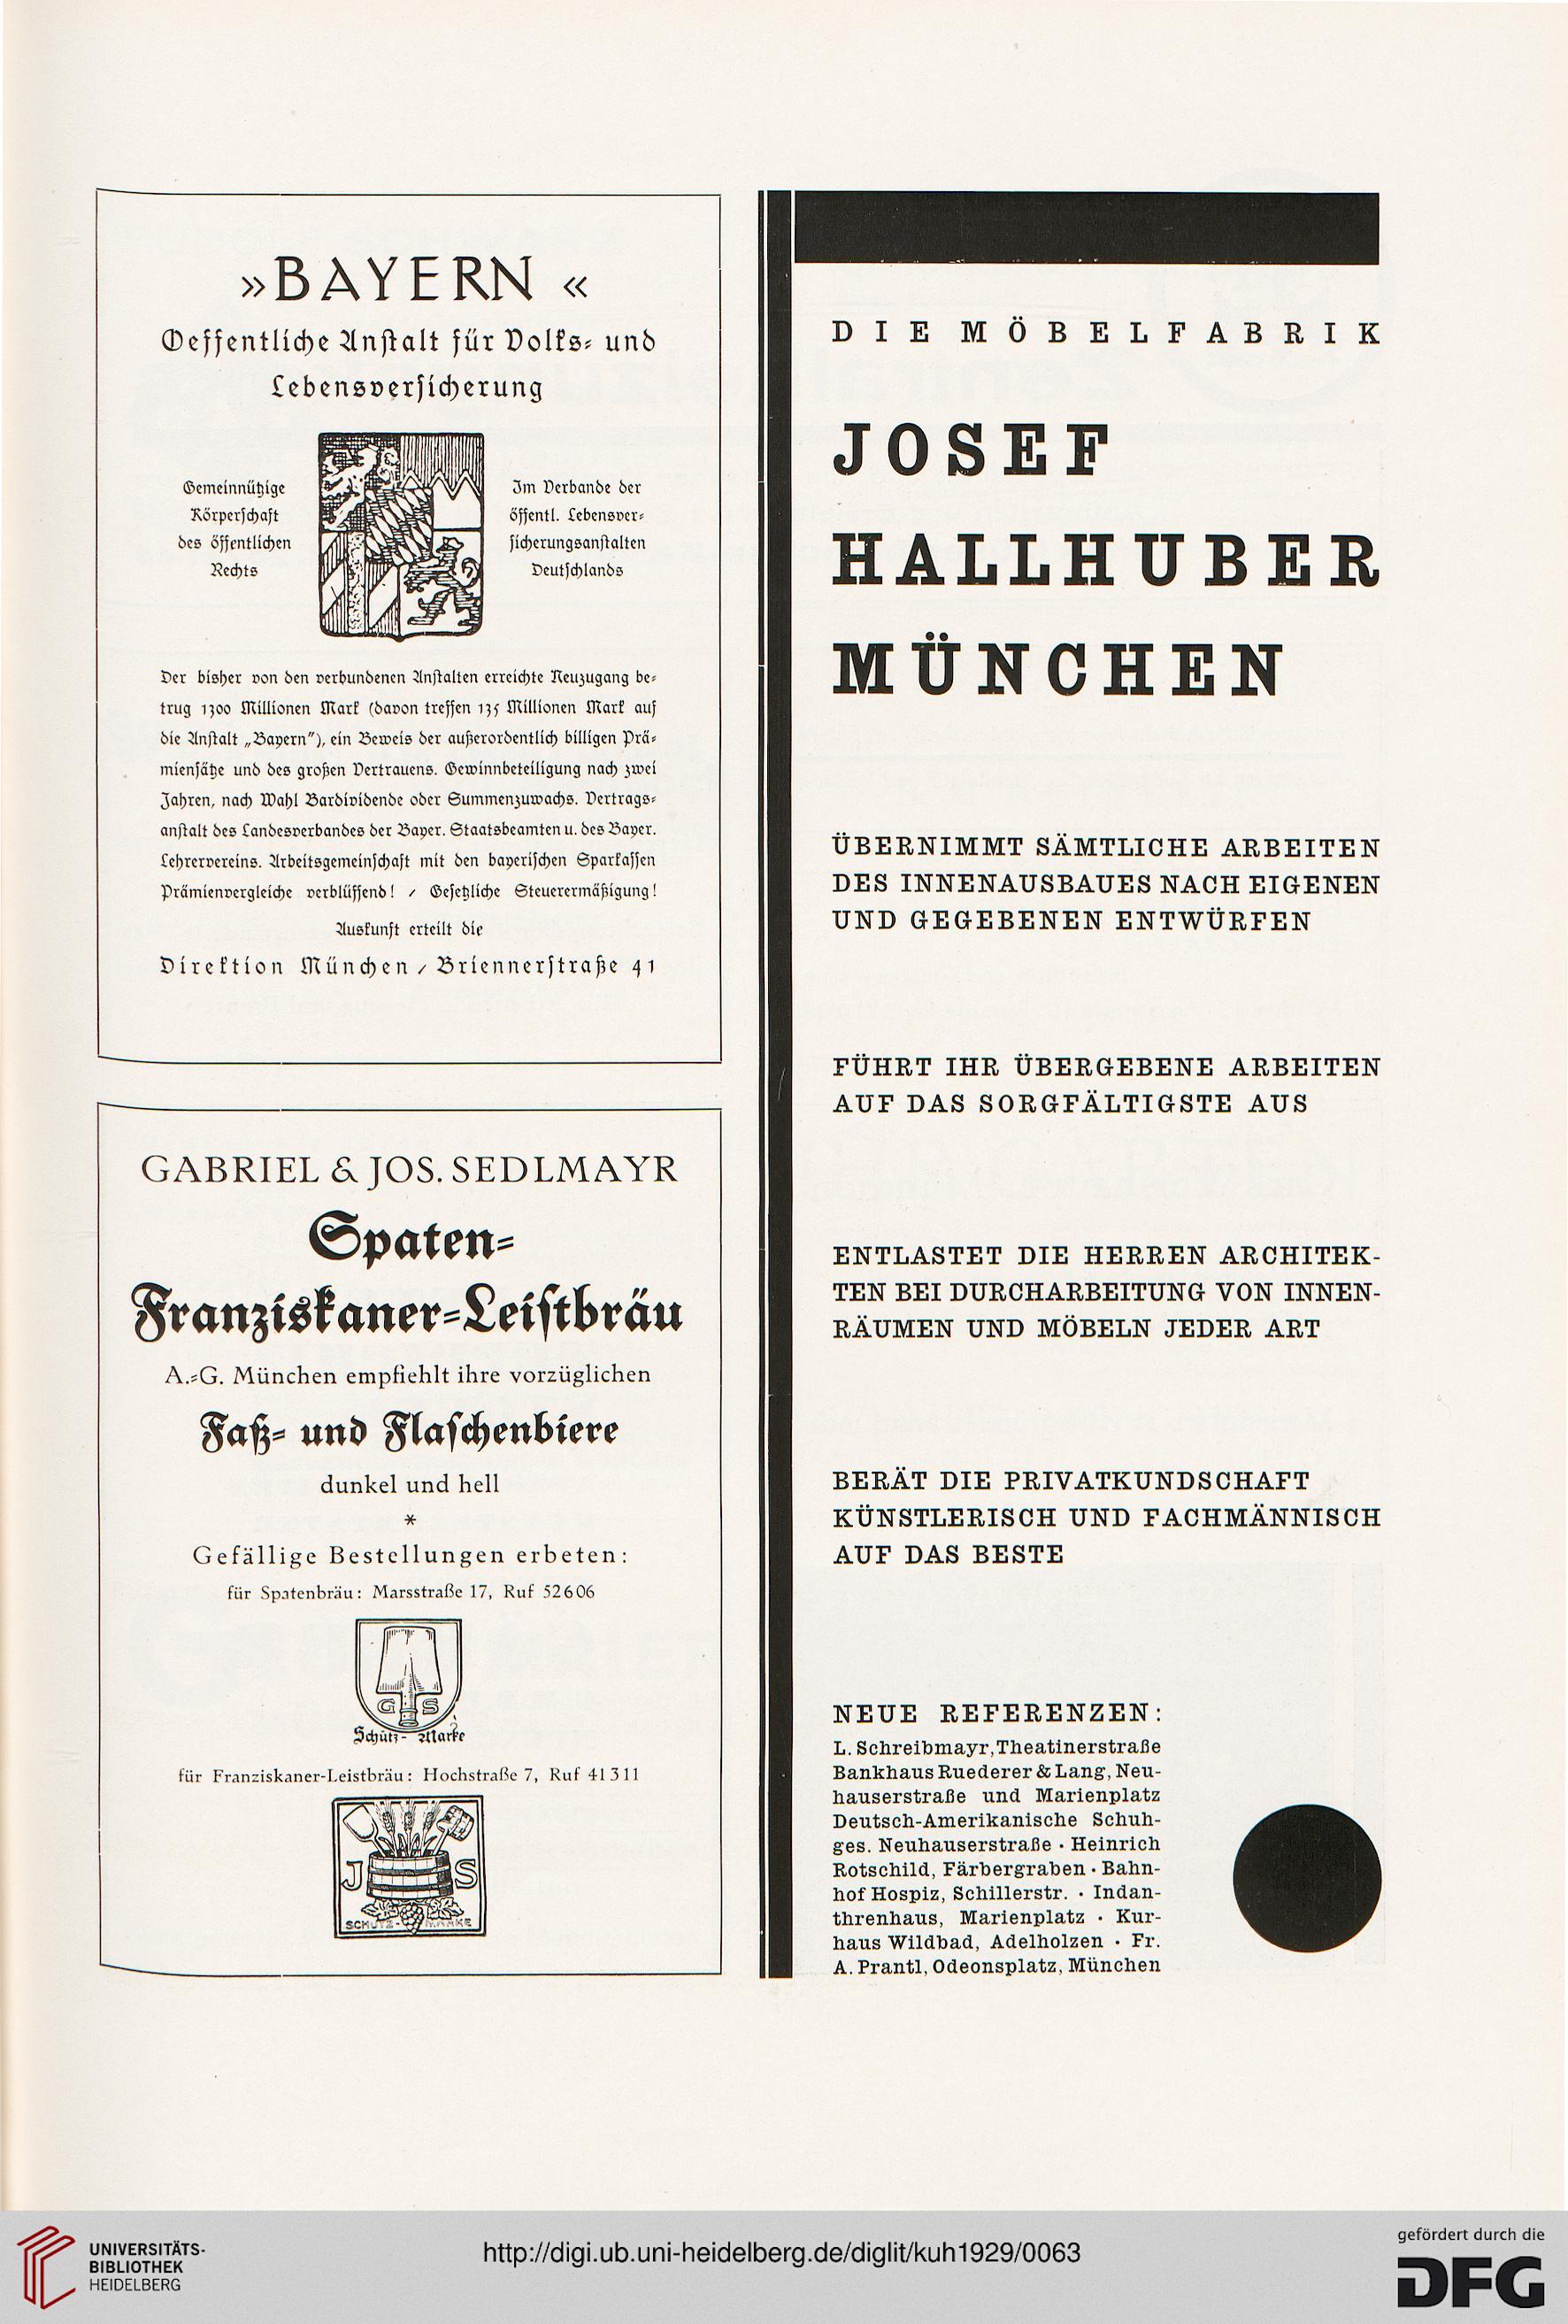 »BAYERN«
Oeffentliche Anstalt für Volks- und
Lebensversicherung
Gemeinnützige
Körperschaft
des öffentlichen
Rechts
Im Verbande der
öffentl. Lebensver-
sicherungsanstalten
Deutschlands
Der bisher von den verbundenen Anstalten erreichte Neuzugang be-
trug 1300 Millionen Mark (davon treffen 135 Millionen Mark auf
die Anstalt „Bayern"), ein Beweis der außerordentlich billigen Prä-
miensätze und des großen Vertrauens. Gewinnbeteiligung nach zwei
Jahren, nach Wahl Bardividende oder Summenzuwachs. Vertrags-
anstalt des Landesverbandes der Bayer. Staatsbeamten u. des Bayer.
Lehrervereins. Arbeitsgemeinschaft mit den bayerischen Sparkassen
Prämienvergleiche verblüffend! / Gesetzliche Steuerermäßigung!
Auskunft erteilt die
Direktion München / Briennerstraße 41
GABRIEL & JOS. SEDLMAYR
Spaten-
Franziskaner-Leistbräu
A.-G. München empfiehlt ihre vorzüglichen
Faß- und Flaschenbiere
dunkel und hell
*
Gefällige Bestellungen erbeten:
für Spatenbräu: Marsstraße 17, Ruf 52606
G S
Schutz-Marke
für Franziskaner-Leistbräu: Hochstraße 7, Ruf 41311
J S
SCHUTZ-MARKE
DIE MÖBELFABRIK
JOSEF
HALLHUBER
MÜNCHEN
ÜBERNIMMT SÄMTLICHE ARBEITEN
DES INNENAUSBAUES NACH EIGENEN
UND GEGEBENEN ENTWÜRFEN
FÜHRT IHR ÜBERGEBENE ARBEITEN
AUF DAS SORGFÄLTIGSTE AUS
ENTLASTET DIE HERREN ARCHITEK-
TEN BEI DURCHARBEITUNG VON INNEN-
RÄUMEN UND MÖBELN JEDER ART
BERÄT DIE PRIVATKUNDSCHAFT
KÜNSTLERISCH UND FACHMÄNNISCH
AUF DAS BESTE
NEUE REFERENZEN:
L. Schreibmayr, Theatinerstraße
Bankhaus Ruederer & Lang, Neu-
hauserstraße und Marienplatz
Deutsch-Amerikanische Schuh-
ges. Neuhauserstraße · Heinrich
Rotschild, Färbergraben · Bahn-
hof Hospiz, Schillerstr. · Indan-
threnhaus, Marienplatz · Kur-
haus Wildbad, Adelholzen · Fr.
A. Prantl, Odeonsplatz, München
UNIVERSITÄTS-
BIBLIOTHEK
HEIDELBERG
http://digi.ub.uni-heidelberg.de/diglit/kuh1929/0063
gefördert durch die
DFG